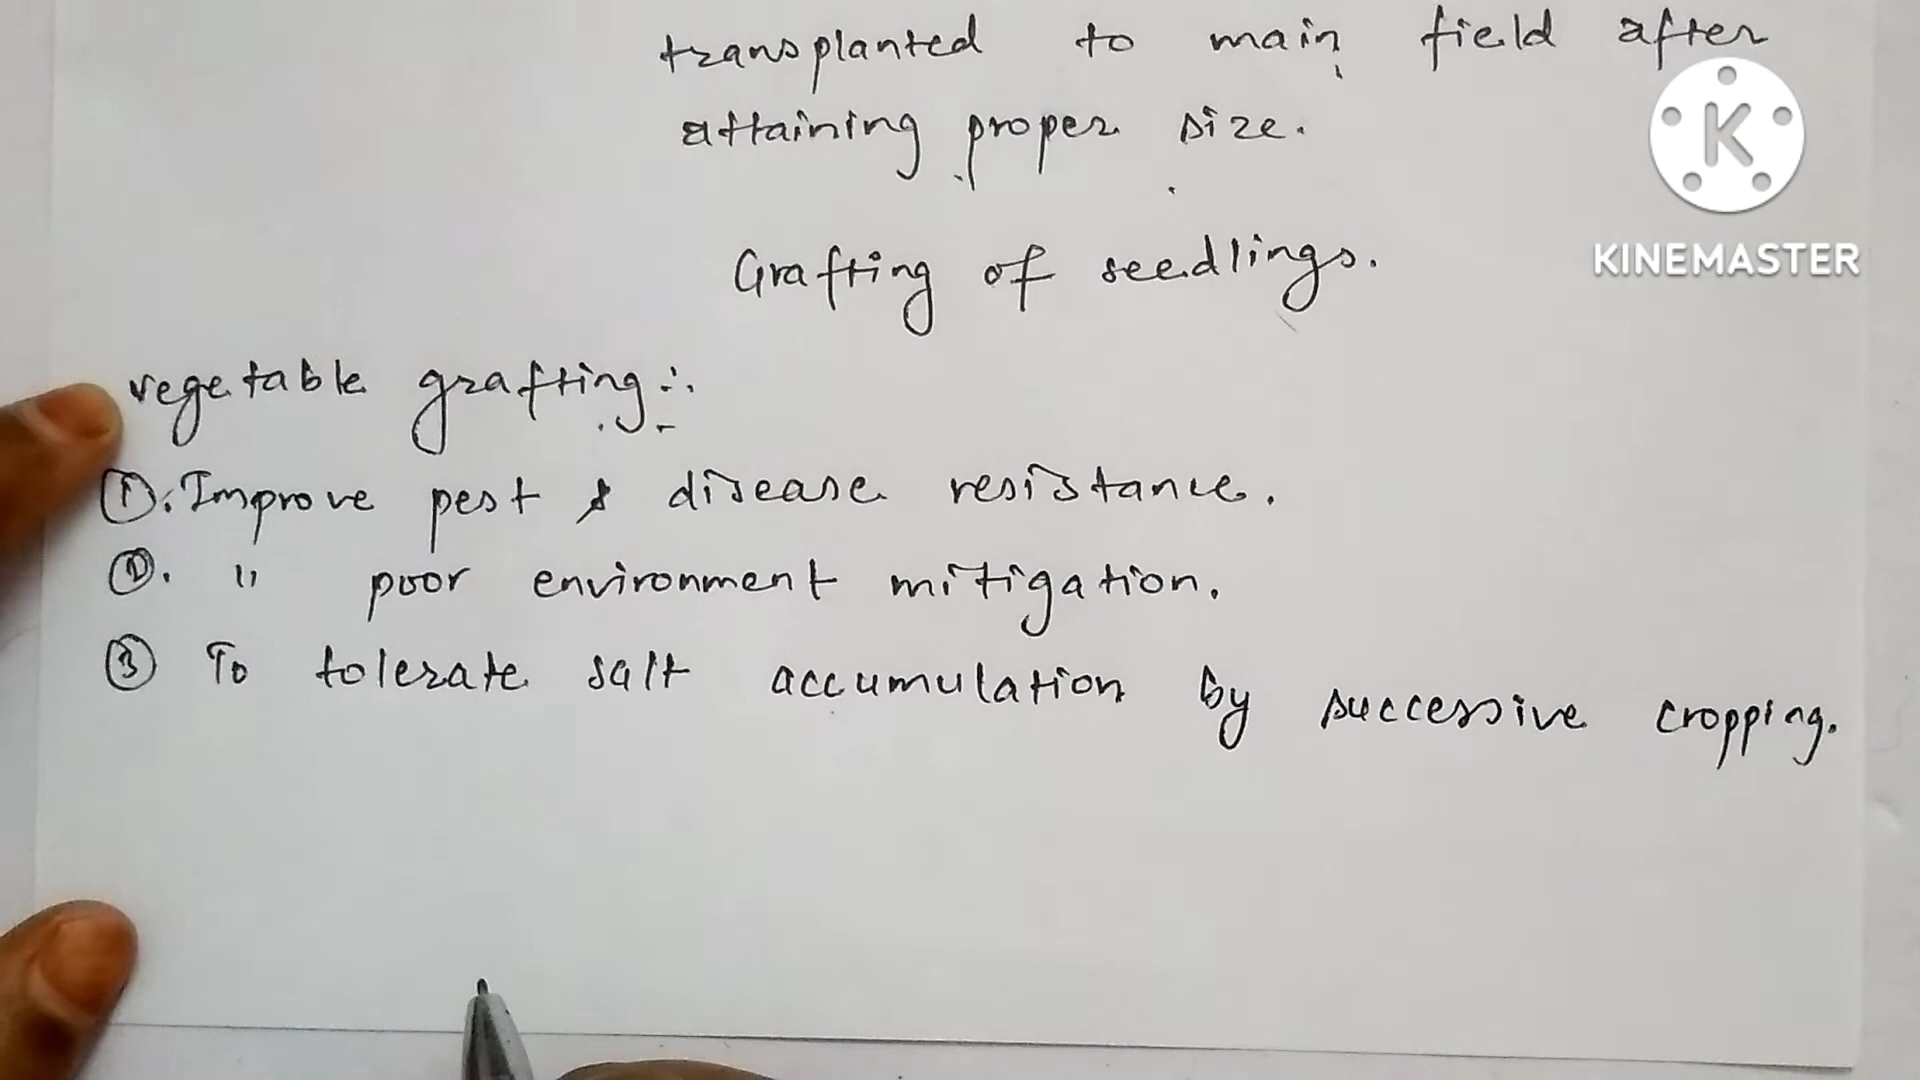 transplanted to main field after
attaining proper size.
Grafting of seedlings.
KINEMASTER
vegetable grafting:-
①. Improve pest & disease resistance.
②. " poor environment mitigation.
③ To tolerate salt accumulation by successive cropping.